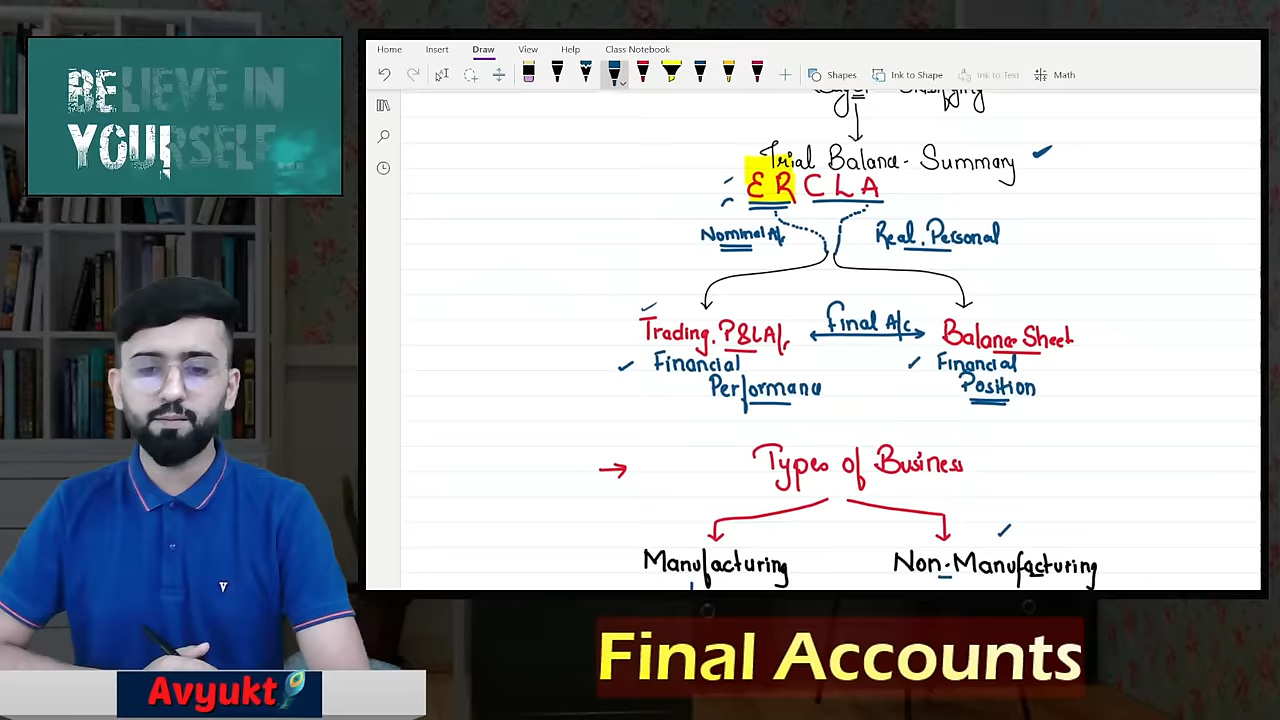 BELIEVE IN
YOURSELF...
Home Insert Draw View Help Class Notebook
Shapes Ink to Shape Ink to Text Math
Trial Balance - Summary
E R C L A
Nominal A/c
Real, Personal
Trading, P&L A/c
Final A/c
Balance Sheet
Financial
Performance
Financial
Position
Types of Business
Manufacturing
Non-Manufacturing
Final Accounts
Avyukt